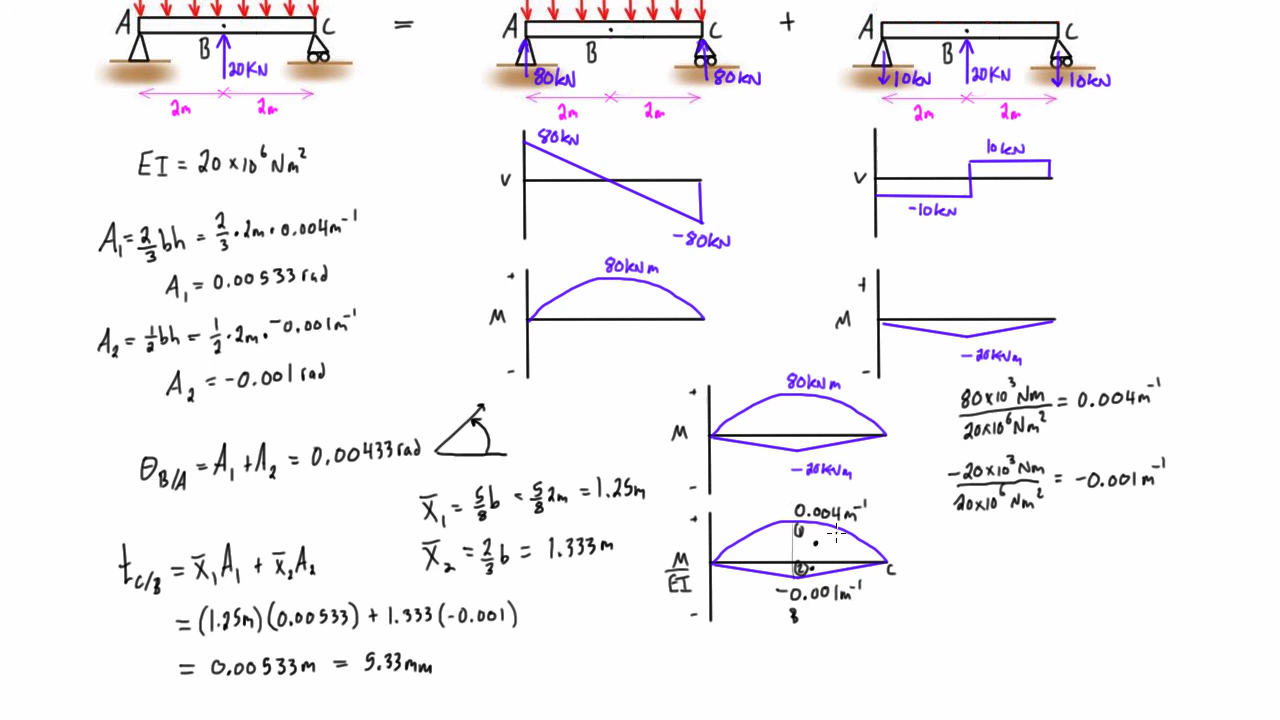 A C = A C + A C
B B B
20KN 80KN 80KN 10KN 20KN 10KN
2m 2m 2m 2m 2m 2m
EI = 20 × 10⁶ Nm²
A₁ = 2/3 bh = 2/3 · 2m · 0.004m⁻¹
A₁ = 0.00533 rad
A₂ = 1/2 bh = 1/2 · 2m · -0.001m⁻¹
A₂ = -0.001 rad
θB/A = A₁ + A₂ = 0.00433 rad
x̄₁ = 5/8 b = 5/8 2m = 1.25m
x̄₂ = 2/3 b = 1.333m
tC/B = x̄₁A₁ + x̄₂A₂
= (1.25m)(0.00533) + 1.333(-0.001)
= 0.00533m = 5.33mm
80KN
V
-80KN
+ 80KNm
M
-
10KN
V
-10KN
+
M
-20KNm
-
+ 80KNm
M
-20KNm
-
80×10³ Nm / 20×10⁶ Nm² = 0.004m⁻¹
-20×10³ Nm / 20×10⁶ Nm² = -0.001m⁻¹
0.004m⁻¹
+ ①
M/EI ② C
-0.001m⁻¹
- B